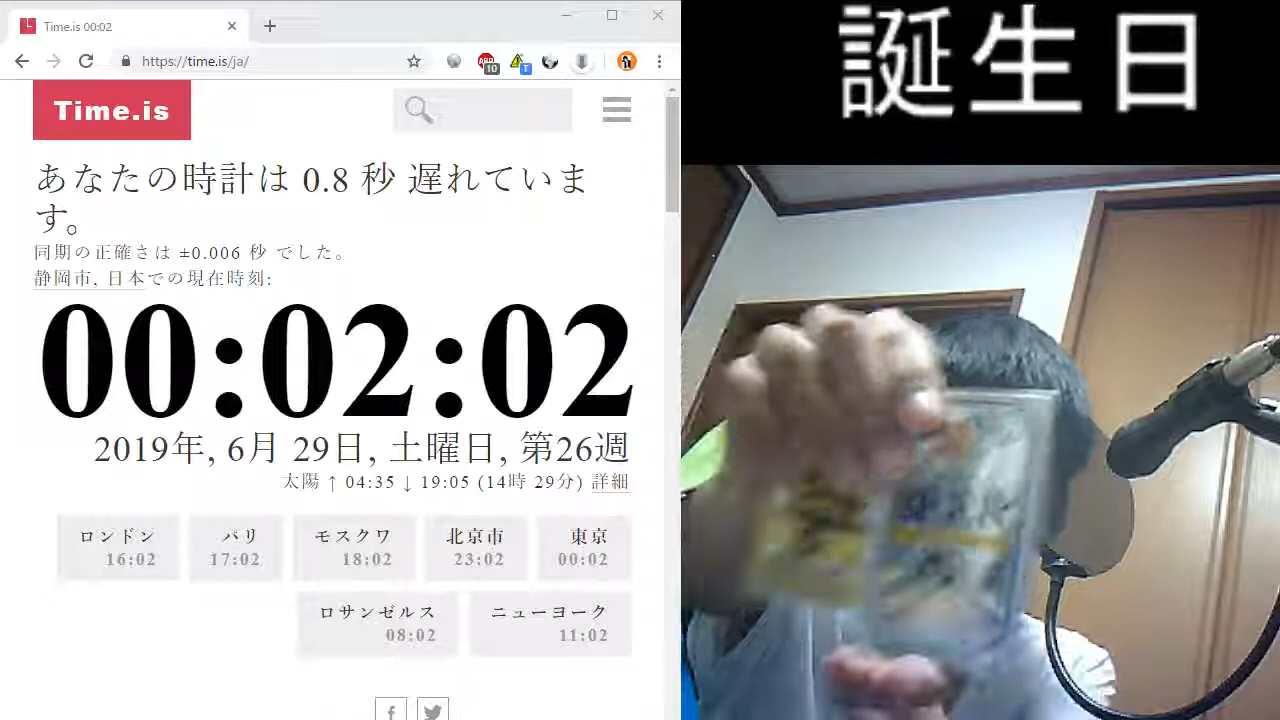 Time.is 00:02
https://time.is/ja/
10
T
Time.is
あなたの時計は 0.8 秒 遅れていま
す。
同期の正確さは ±0.006 秒 でした。
静岡市, 日本での現在時刻:
00:02:02
2019年, 6月 29日, 土曜日, 第26週
太陽 ↑ 04:35 ↓ 19:05 (14時 29分) 詳細
ロンドン
16:02
パリ
17:02
モスクワ
18:02
北京市
23:02
東京
00:02
ロサンゼルス
08:02
ニューヨーク
11:02
誕生日